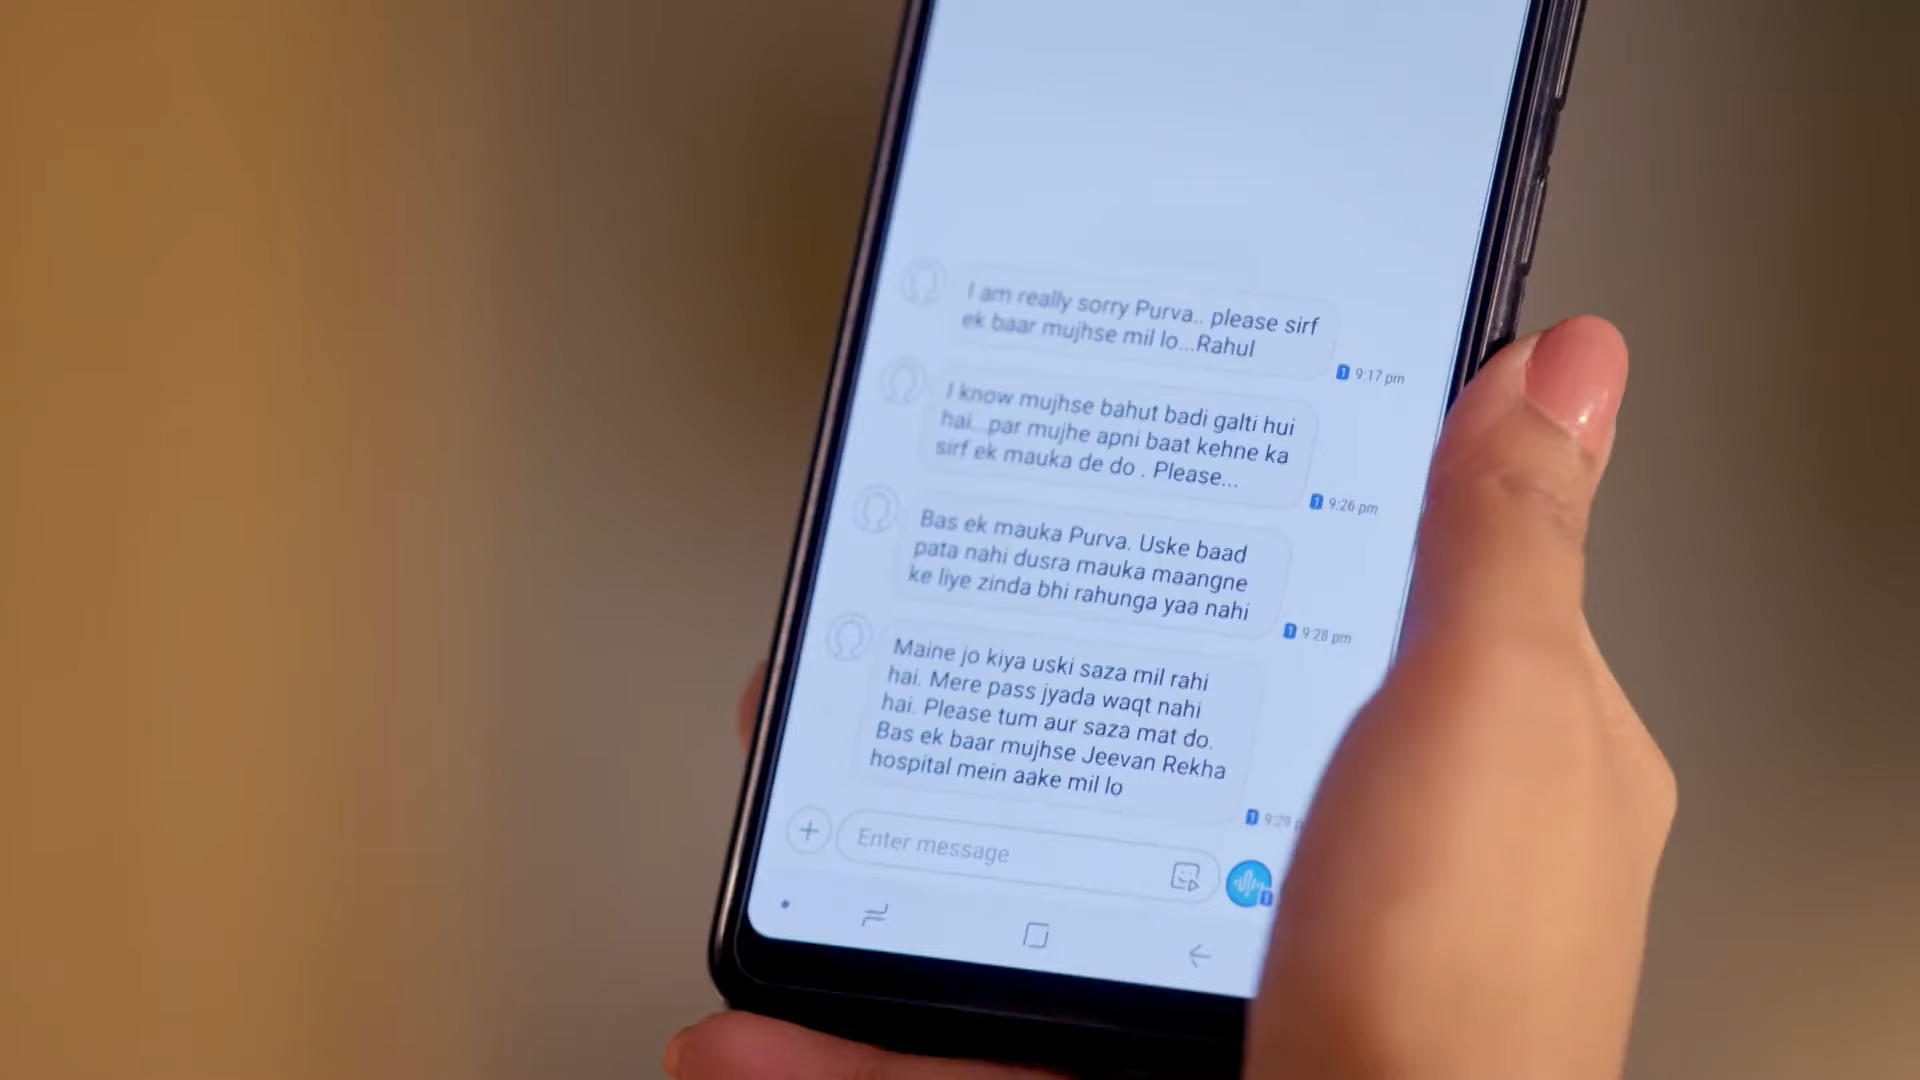 I am really sorry Purva.. please sirf
ek baar mujhse mil lo...Rahul
9:17 pm
I know mujhse bahut badi galti hui
hai...par mujhe apni baat kehne ka
sirf ek mauka de do . Please...
9:26 pm
Bas ek mauka Purva. Uske baad
pata nahi dusra mauka maangne
ke liye zinda bhi rahunga yaa nahi
9:28 pm
Maine jo kiya uski saza mil rahi
hai. Mere pass jyada waqt nahi
hai. Please tum aur saza mat do.
Bas ek baar mujhse Jeevan Rekha
hospital mein aake mil lo
9:29
Enter message